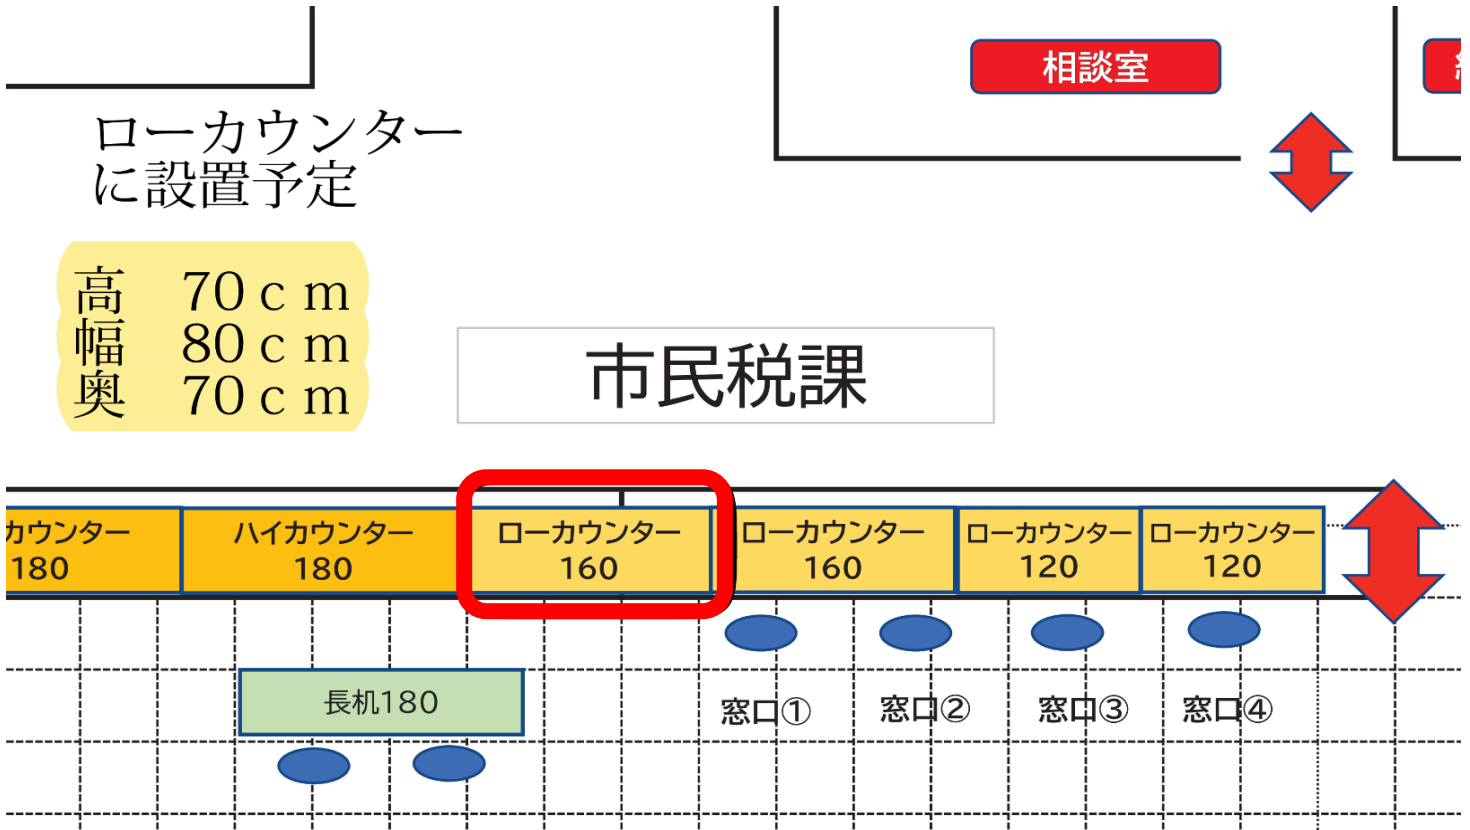 相談室
ローカウンター
に設置予定
高　70ｃｍ
幅　80ｃｍ
奥　70ｃｍ
市民税課
カウンター
180
ハイカウンター
180
ローカウンター
160
ローカウンター
160
ローカウンター
120
ローカウンター
120
長机180
窓口①
窓口②
窓口③
窓口④